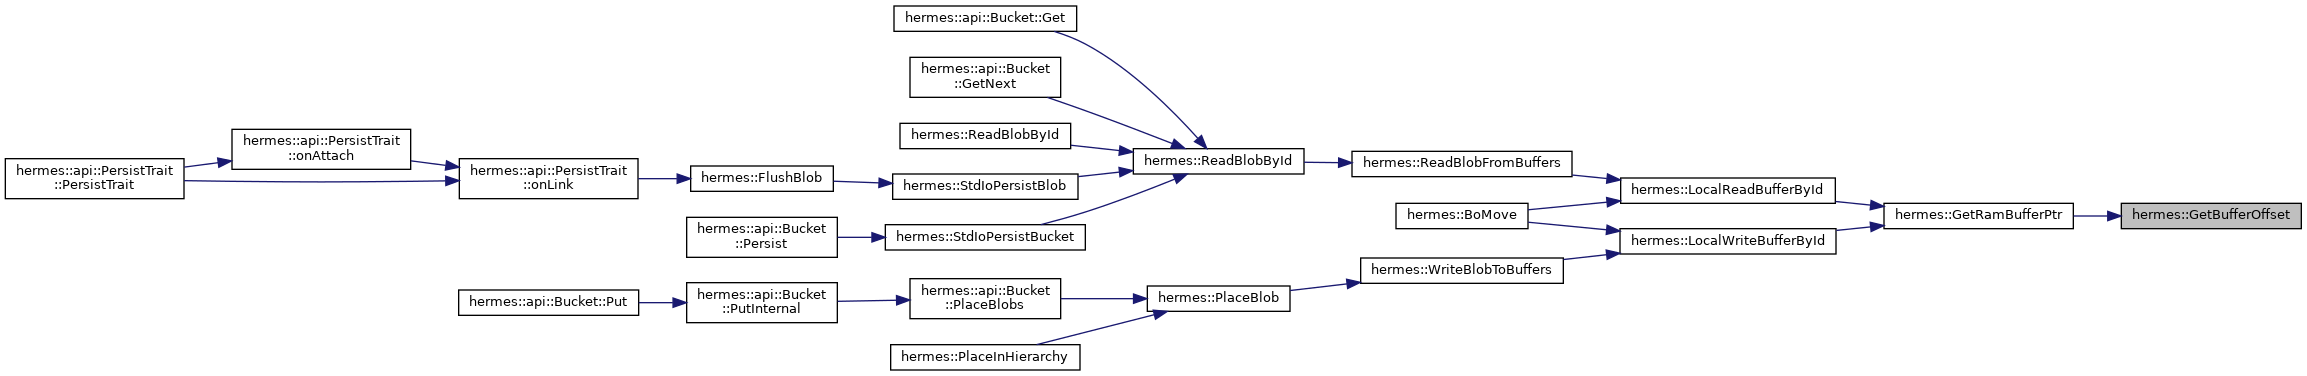 hermes::api::Bucket::Get
hermes::api::Bucket
::GetNext
hermes::ReadBlobById
hermes::api::PersistTrait
::onAttach
hermes::api::PersistTrait
::PersistTrait
hermes::api::PersistTrait
::onLink
hermes::FlushBlob
hermes::StdIoPersistBlob
hermes::ReadBlobById
hermes::ReadBlobFromBuffers
hermes::LocalReadBufferById
hermes::BoMove
hermes::GetRamBufferPtr
hermes::GetBufferOffset
hermes::api::Bucket
::Persist
hermes::StdIoPersistBucket
hermes::LocalWriteBufferById
hermes::WriteBlobToBuffers
hermes::api::Bucket::Put
hermes::api::Bucket
::PutInternal
hermes::api::Bucket
::PlaceBlobs
hermes::PlaceBlob
hermes::PlaceInHierarchy